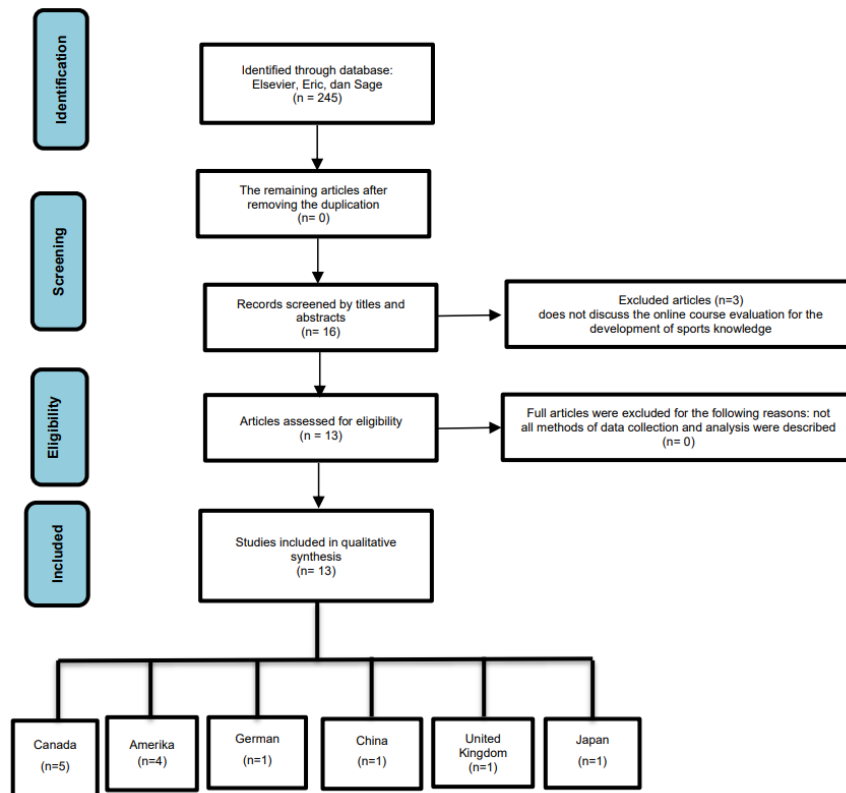 Identification
Identified through database:
Elsevier, Eric, dan Sage
(n = 245)
Screening
The remaining articles after
removing the duplication
(n= 0)
Records screened by titles and
abstracts
(n= 16)
Excluded articles (n=3)
does not discuss the online course evaluation for the
development of sports knowledge
Eligibility
Articles assessed for eligibility
(n = 13)
Full articles were excluded for the following reasons: not
all methods of data collection and analysis were described
(n= 0)
Included
Studies included in qualitative
synthesis
(n= 13)
Canada
(n=5)
Amerika
(n=4)
German
(n=1)
China
(n=1)
United
Kingdom
(n=1)
Japan
(n=1)